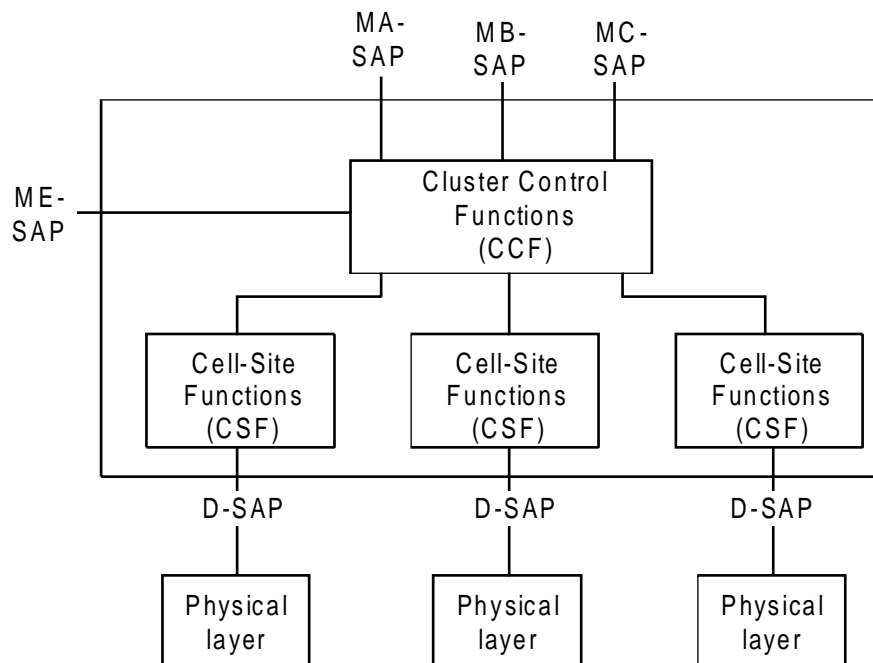 MA-
SAP
MB-
SAP
MC-
SAP
ME-
SAP
Cluster Control
Functions
(CCF)
Cell-Site
Functions
(CSF)
Cell-Site
Functions
(CSF)
Cell-Site
Functions
(CSF)
D-SAP
D-SAP
D-SAP
Physical
layer
Physical
layer
Physical
layer